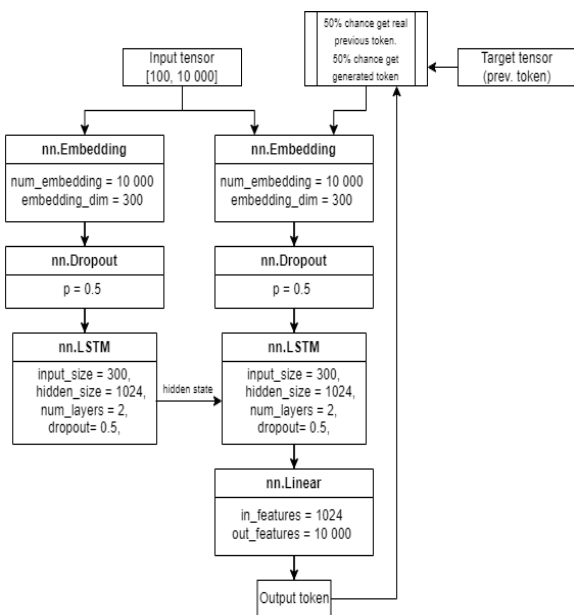 Input tensor
[100, 10 000]
50% chance get real
previous token.
50% chance get
generated token
Target tensor
(prev. token)
nn.Embedding
num_embedding = 10 000
embedding_dim = 300
nn.Embedding
num_embedding = 10 000
embedding_dim = 300
nn.Dropout
p = 0.5
nn.Dropout
p = 0.5
nn.LSTM
input_size = 300,
hidden_size = 1024,
num_layers = 2,
dropout= 0.5,
hidden state
nn.LSTM
input_size = 300,
hidden_size = 1024,
num_layers = 2,
dropout= 0.5,
nn.Linear
in_features = 1024
out_features = 10 000
Output token